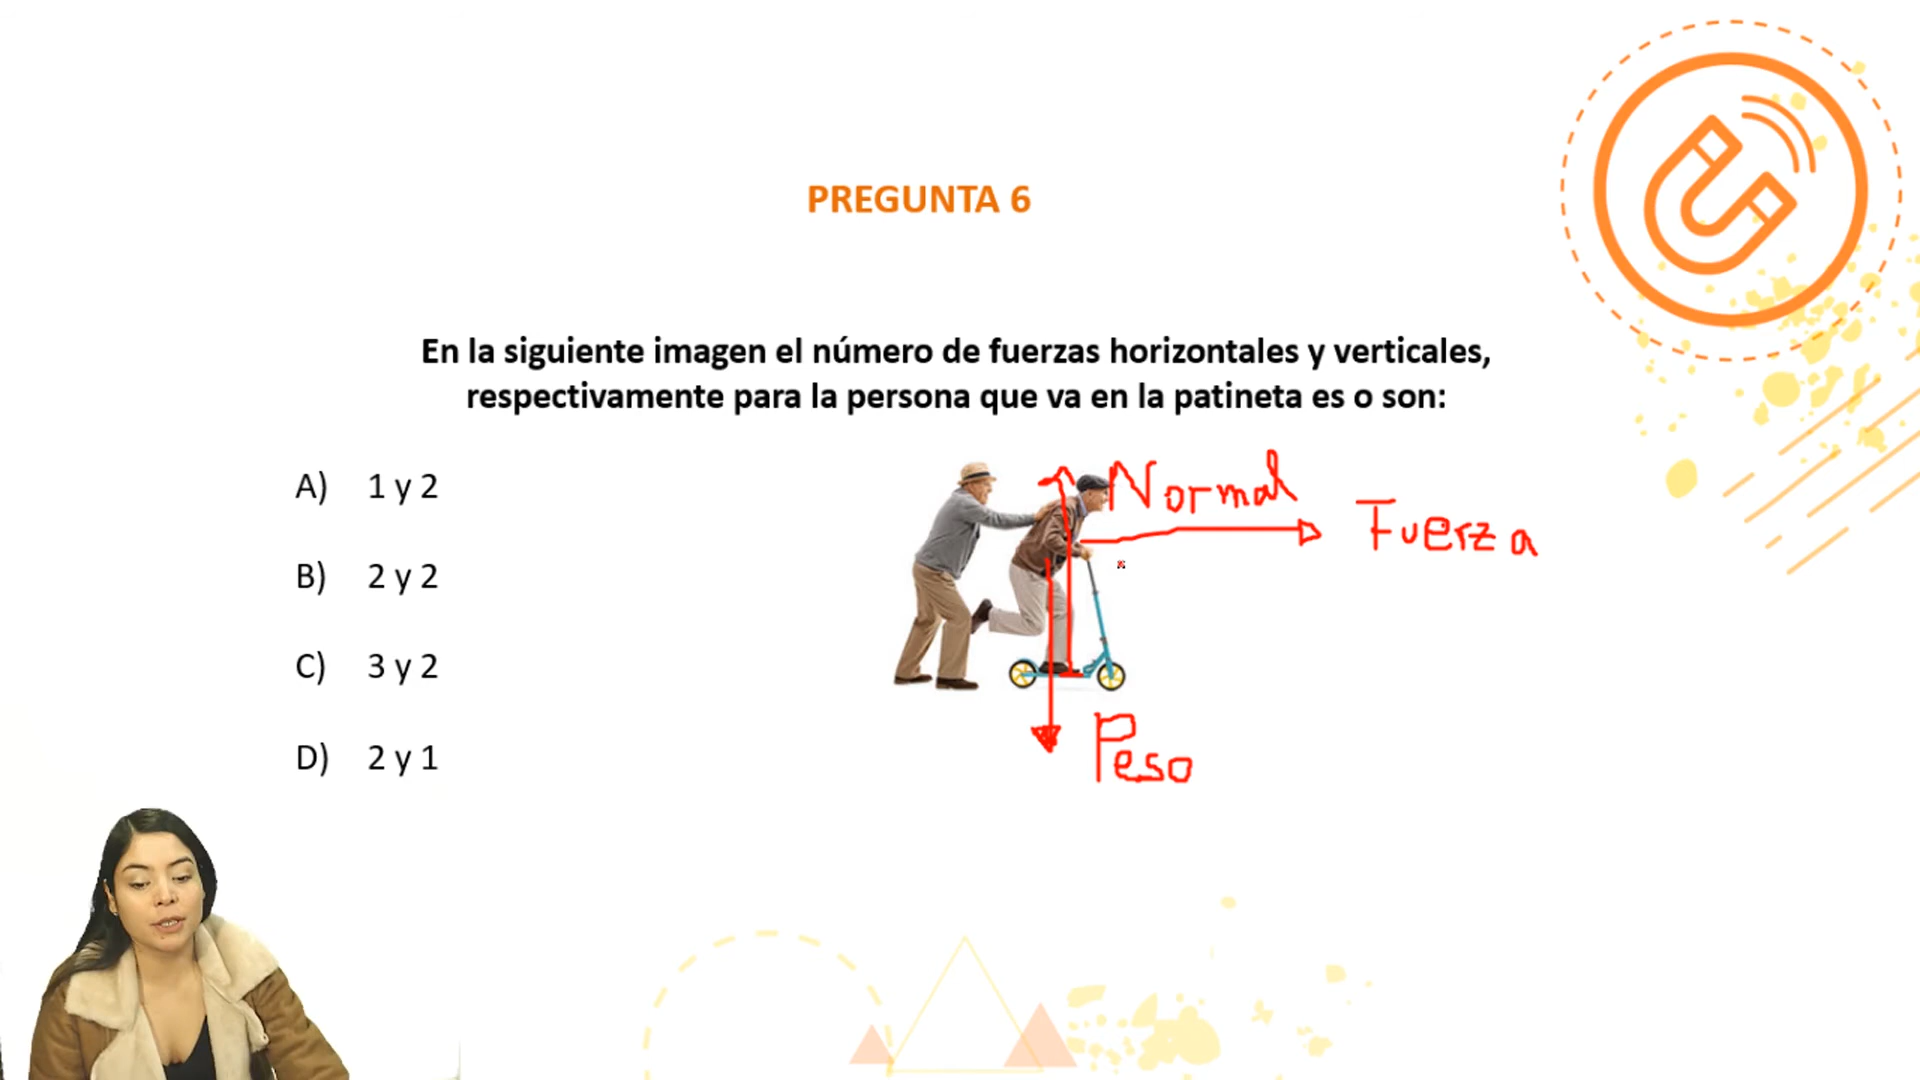 PREGUNTA 6
En la siguiente imagen el número de fuerzas horizontales y verticales,
respectivamente para la persona que va en la patineta es o son:
A) 1 y 2
B) 2 y 2
C) 3 y 2
D) 2 y 1
Normal
Fuerza
Peso